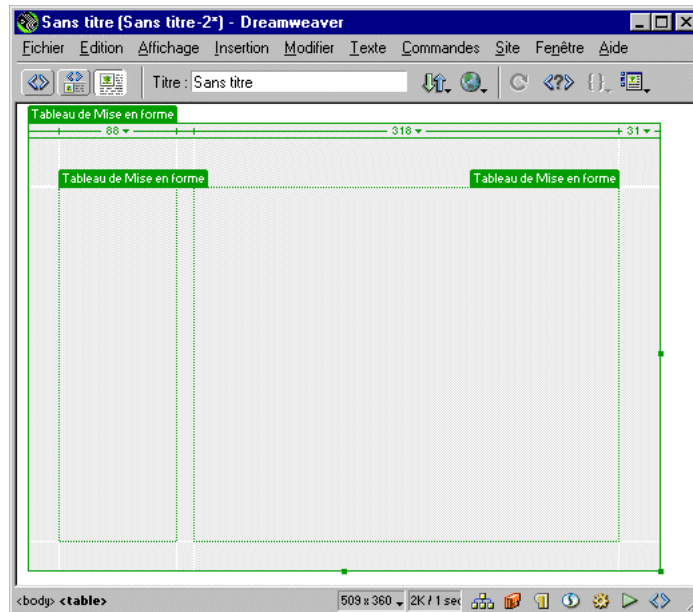 Sans titre (Sans titre-2*) - Dreamweaver
Fichier Edition Affichage Insertion Modifier Texte Commandes Site Fenêtre Aide
Titre : Sans titre
Tableau de Mise en forme
88 318 31
Tableau de Mise en forme Tableau de Mise en forme
<body> <table> 509 x 360 2K / 1 sec